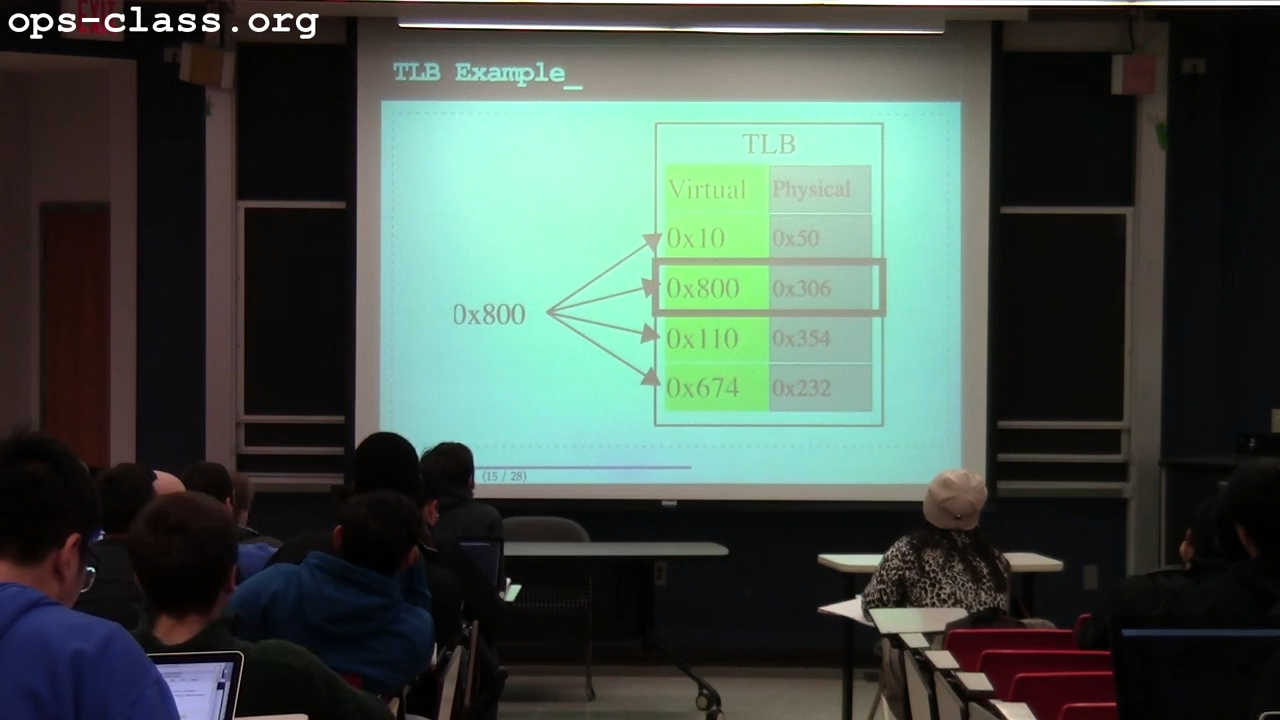 ops-class.org
EXIT
TLB Example_
TLB
Virtual Physical
0x10 0x50
0x800 0x306
0x800
0x110 0x354
0x674 0x232
(15 / 28)